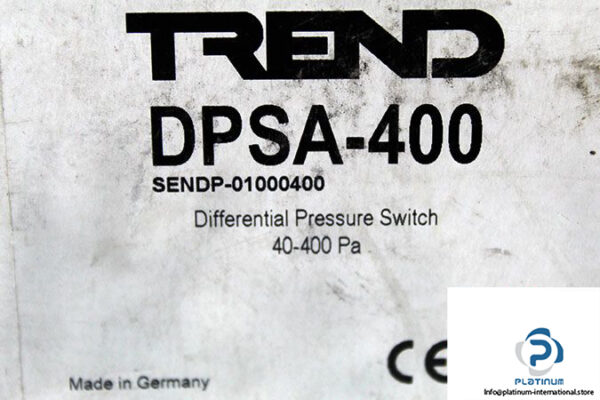 TREND
DPSA-400
SENDP-01000400
Differential Pressure Switch
40-400 Pa
Made in Germany
CE
PLATINUM
Info@platinum-international.store